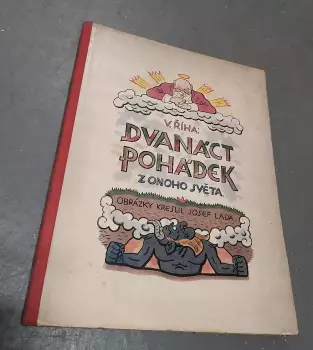 V. ŘÍHA:
DVANÁCT
POHÁDEK
Z ONOHO SVĚTA
OBRÁZKY KRESLIL JOSEF LADA